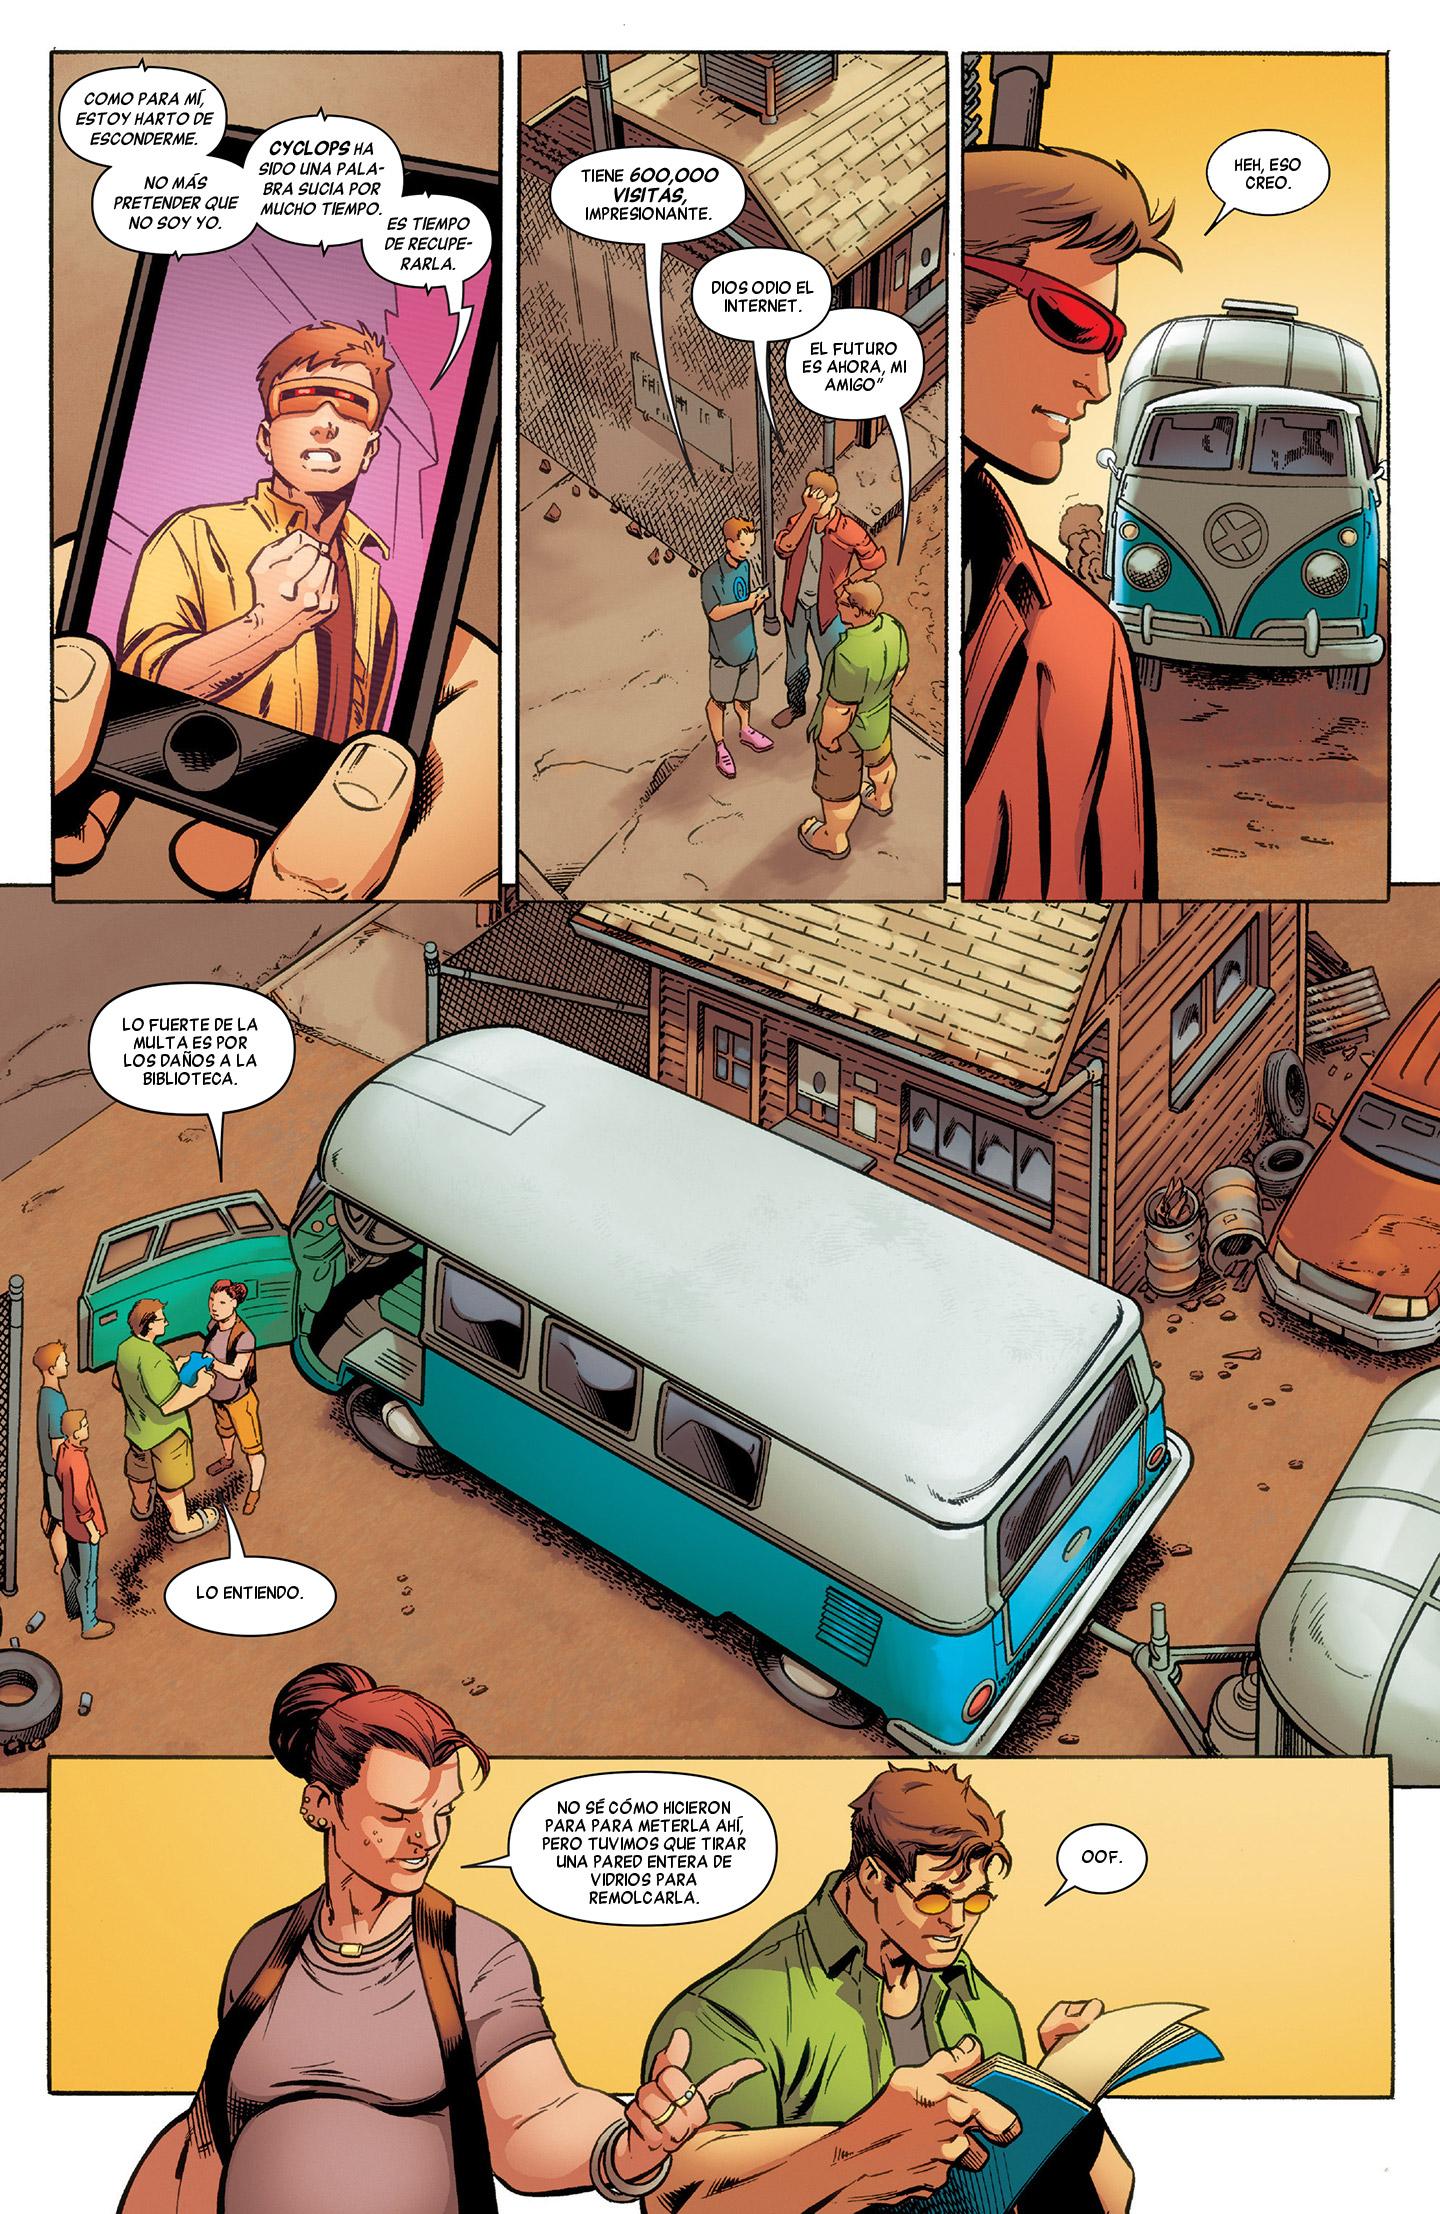 COMO PARA MÍ,
ESTOY HARTO DE
ESCONDERME.
NO MÁS
PRETENDER QUE
NO SOY YO.
CYCLOPS HA
SIDO UNA PALA-
BRA SUCIA POR
MUCHO TIEMPO.
ES TIEMPO
DE RECUPE-
RARLA.
TIENE 600,000
VISITAS,
IMPRESIONANTE.
DIOS ODIO EL
INTERNET.
EL FUTURO
ES AHORA, MI
AMIGO"
HEH, ESO
CREO.
LO FUERTE DE LA
MULTA ES POR
LOS DAÑOS A LA
BIBLIOTECA.
LO ENTIENDO.
NO SÉ CÓMO HICIERON
PARA PARA METERLA AHÍ,
PERO TUVIMOS QUE TIRAR
UNA PARED ENTERA DE
VIDRIOS PARA
REMOLCARLA.
OOF.